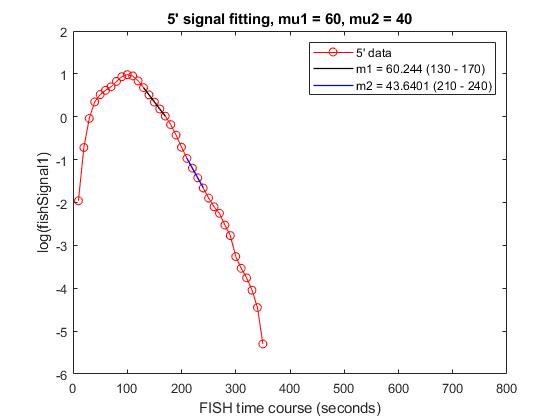 5' signal fitting, mu1 = 60, mu2 = 40
2
1
0
-1
-2
-3
-4
-5
-6
log(fishSignal1)
5' data
m1 = 60.244 (130 - 170)
m2 = 43.6401 (210 - 240)
0 100 200 300 400 500 600 700 800
FISH time course (seconds)